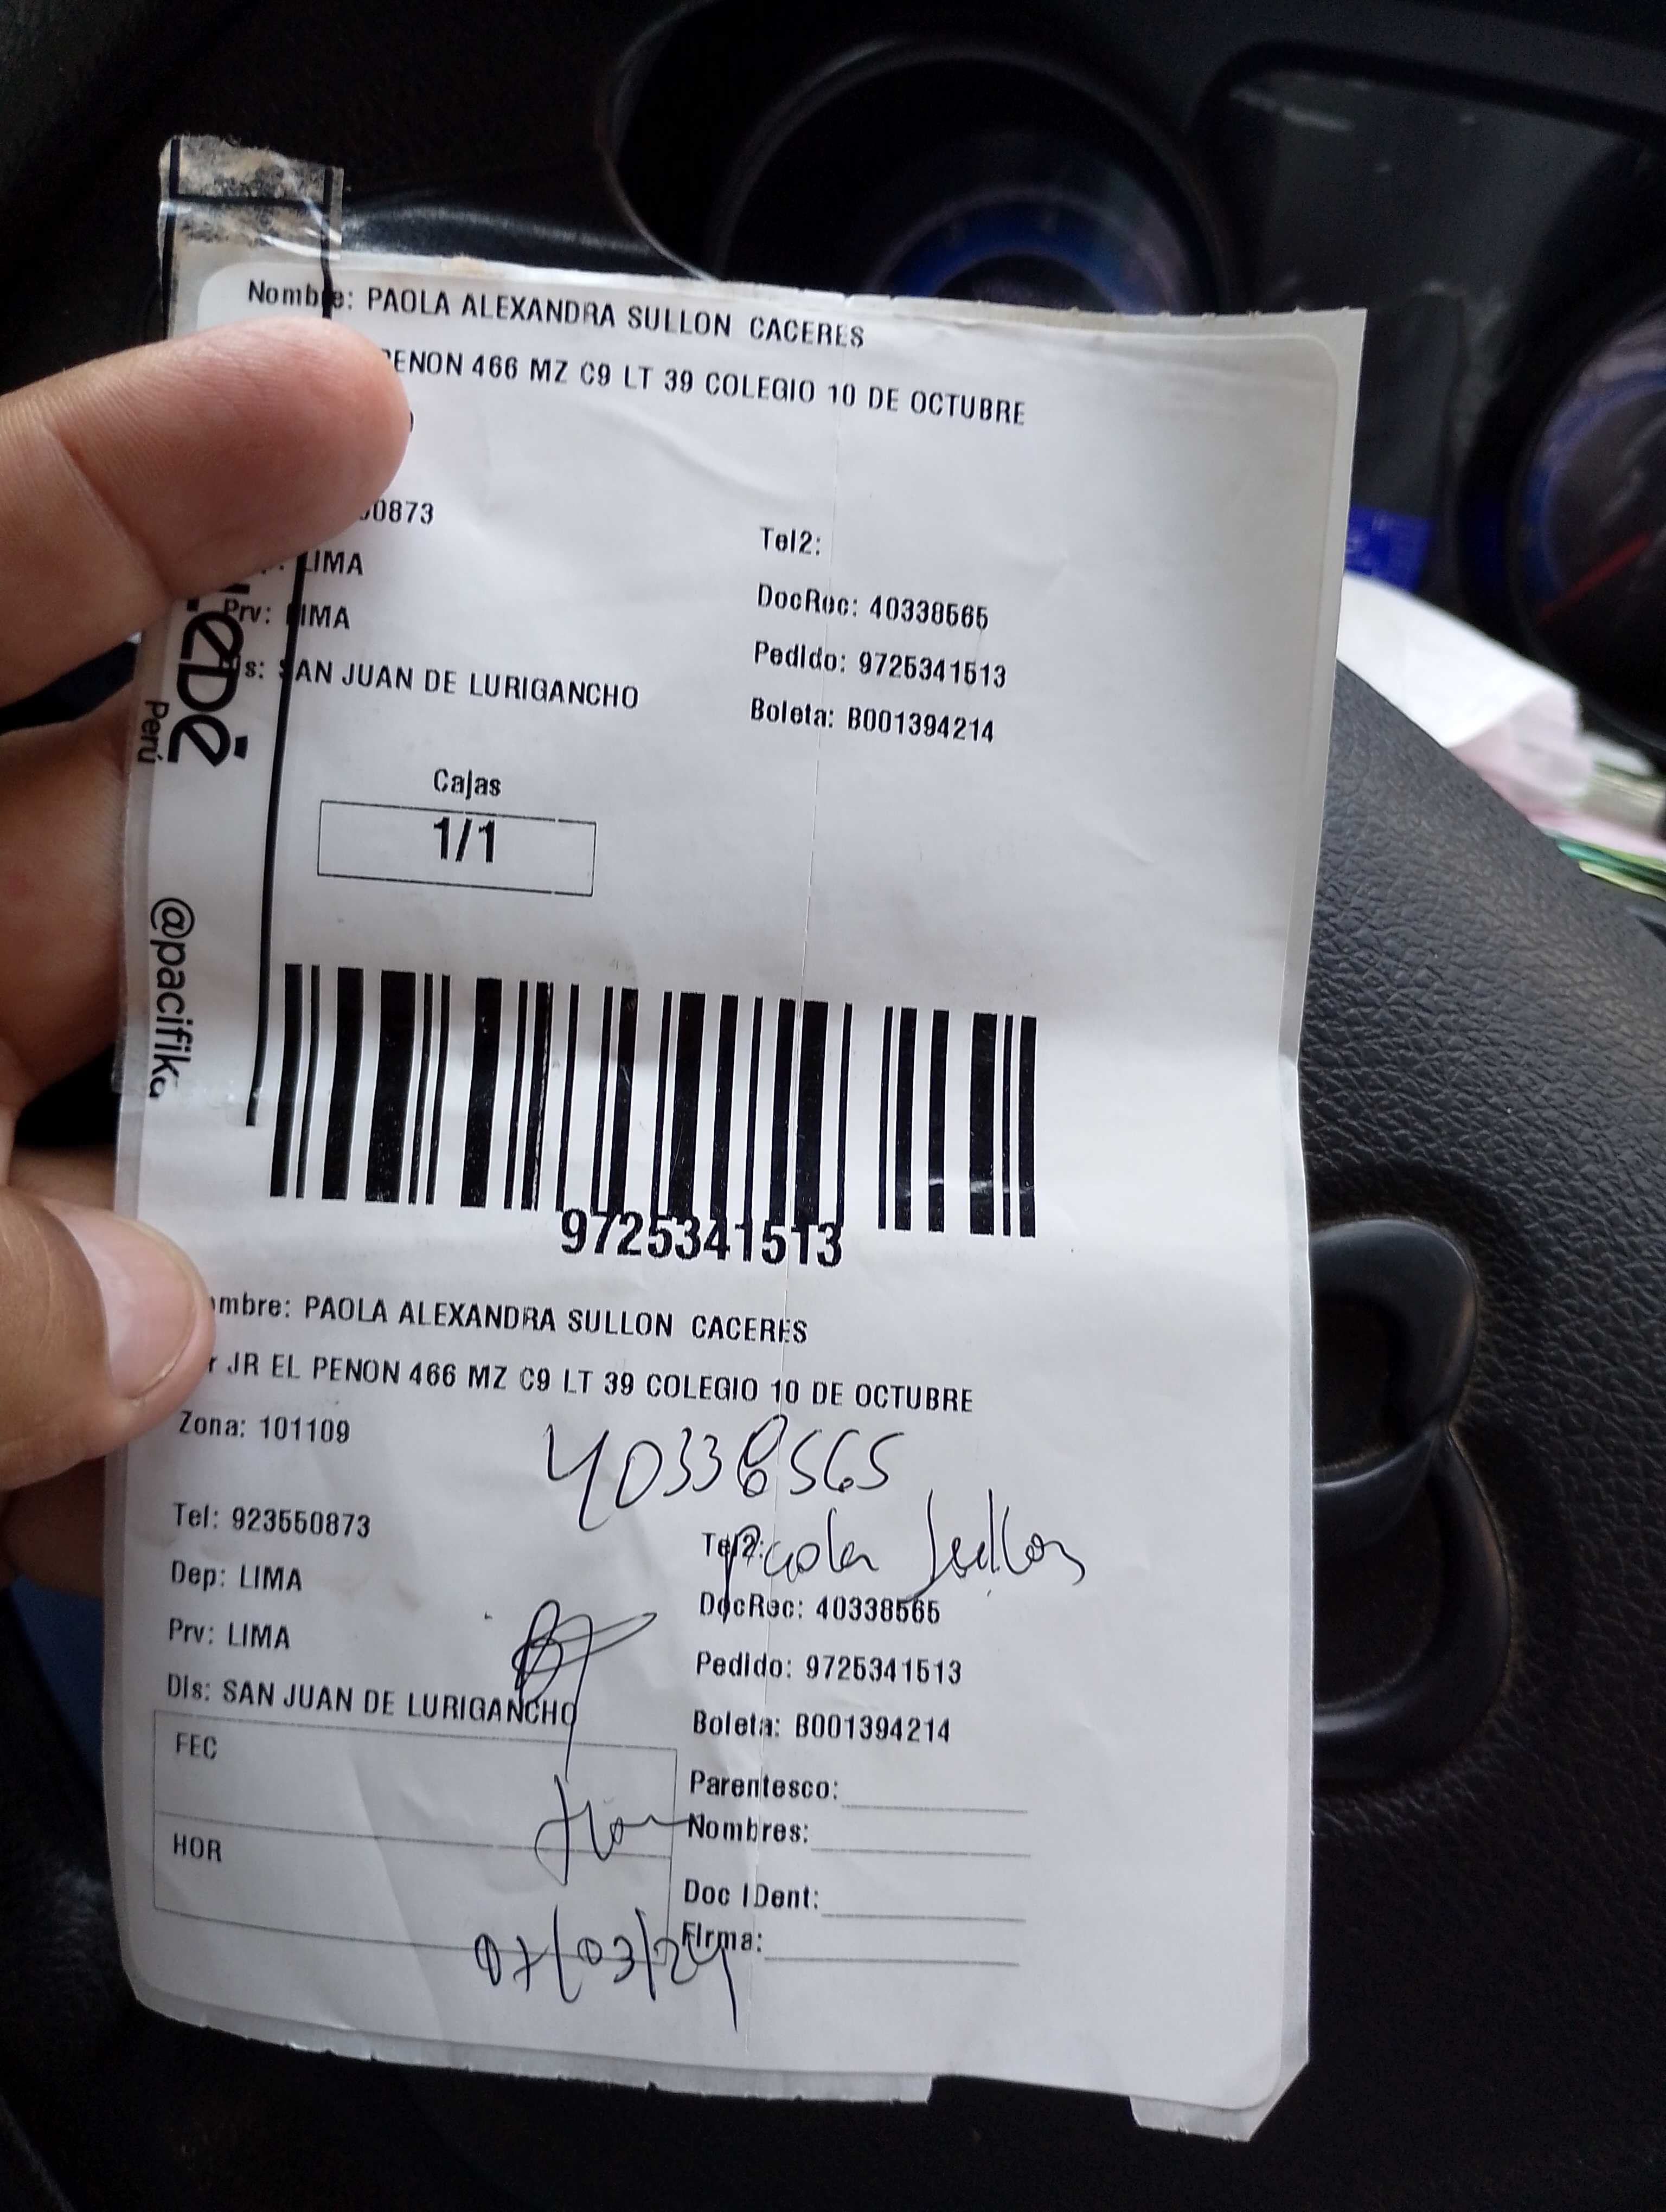 Nombre: PAOLA ALEXANDRA SULLON CACERES
PENON 466 MZ C9 LT 39 COLEGIO 10 DE OCTUBRE
0873
Tel2:
LIMA
DocRec: 40338565
Prv: LIMA
Pedido: 9725341513
Dis: SAN JUAN DE LURIGANCHO
Boleta: B001394214
Perú
@pacifika
Cajas
1/1
9725341513
Nombre: PAOLA ALEXANDRA SULLON CACERES
JR EL PENON 466 MZ C9 LT 39 COLEGIO 10 DE OCTUBRE
Zona: 101109
40338565
Tel: 923550873
Tel2: Paola Sullon
Dep: LIMA
DocRec: 40338565
Prv: LIMA
Pedido: 9725341513
Dis: SAN JUAN DE LURIGANCHO
Boleta: B001394214
FEC
Parentesco:
Nombres:
HOR
Doc IDent:
Firma:
07/03/24